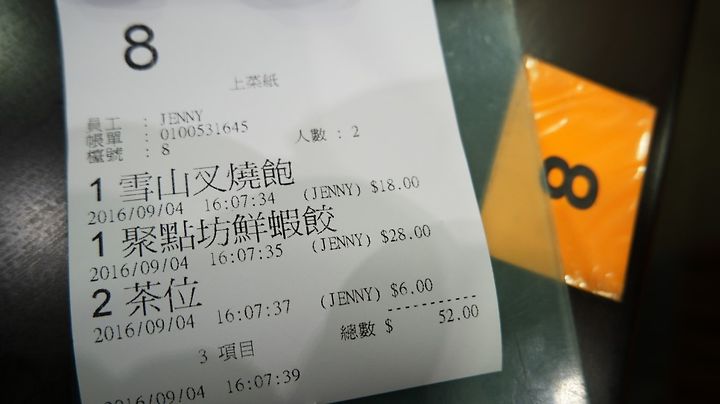 8
上菜紙
員工 : JENNY
帳單 : 0100531645
檯號 : 8
人數 : 2
1 雪山叉燒飽
2016/09/04 16:07:34 (JENNY) $18.00
1 聚點坊鮮蝦餃
2016/09/04 16:07:35 (JENNY) $28.00
2 茶位
2016/09/04 16:07:37 (JENNY) $6.00
----------
總數 $ 52.00
3 項目
2016/09/04 16:07:39
8